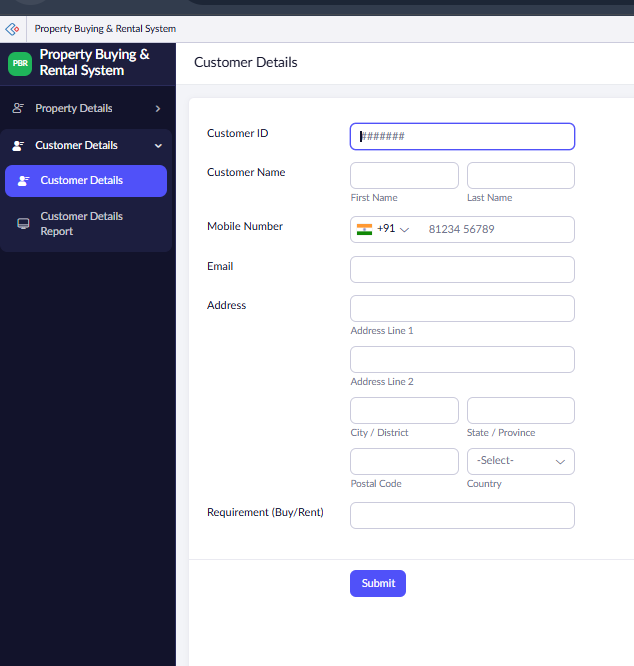 Property Buying & Rental System
PBR
Property Buying &
Rental System
Property Details
Customer Details
Customer Details
Customer Details
Report
Customer Details
Customer ID
#######
Customer Name
First Name
Last Name
Mobile Number
+91
81234 56789
Email
Address
Address Line 1
Address Line 2
City / District
State / Province
-Select-
Postal Code
Country
Requirement (Buy/Rent)
Submit